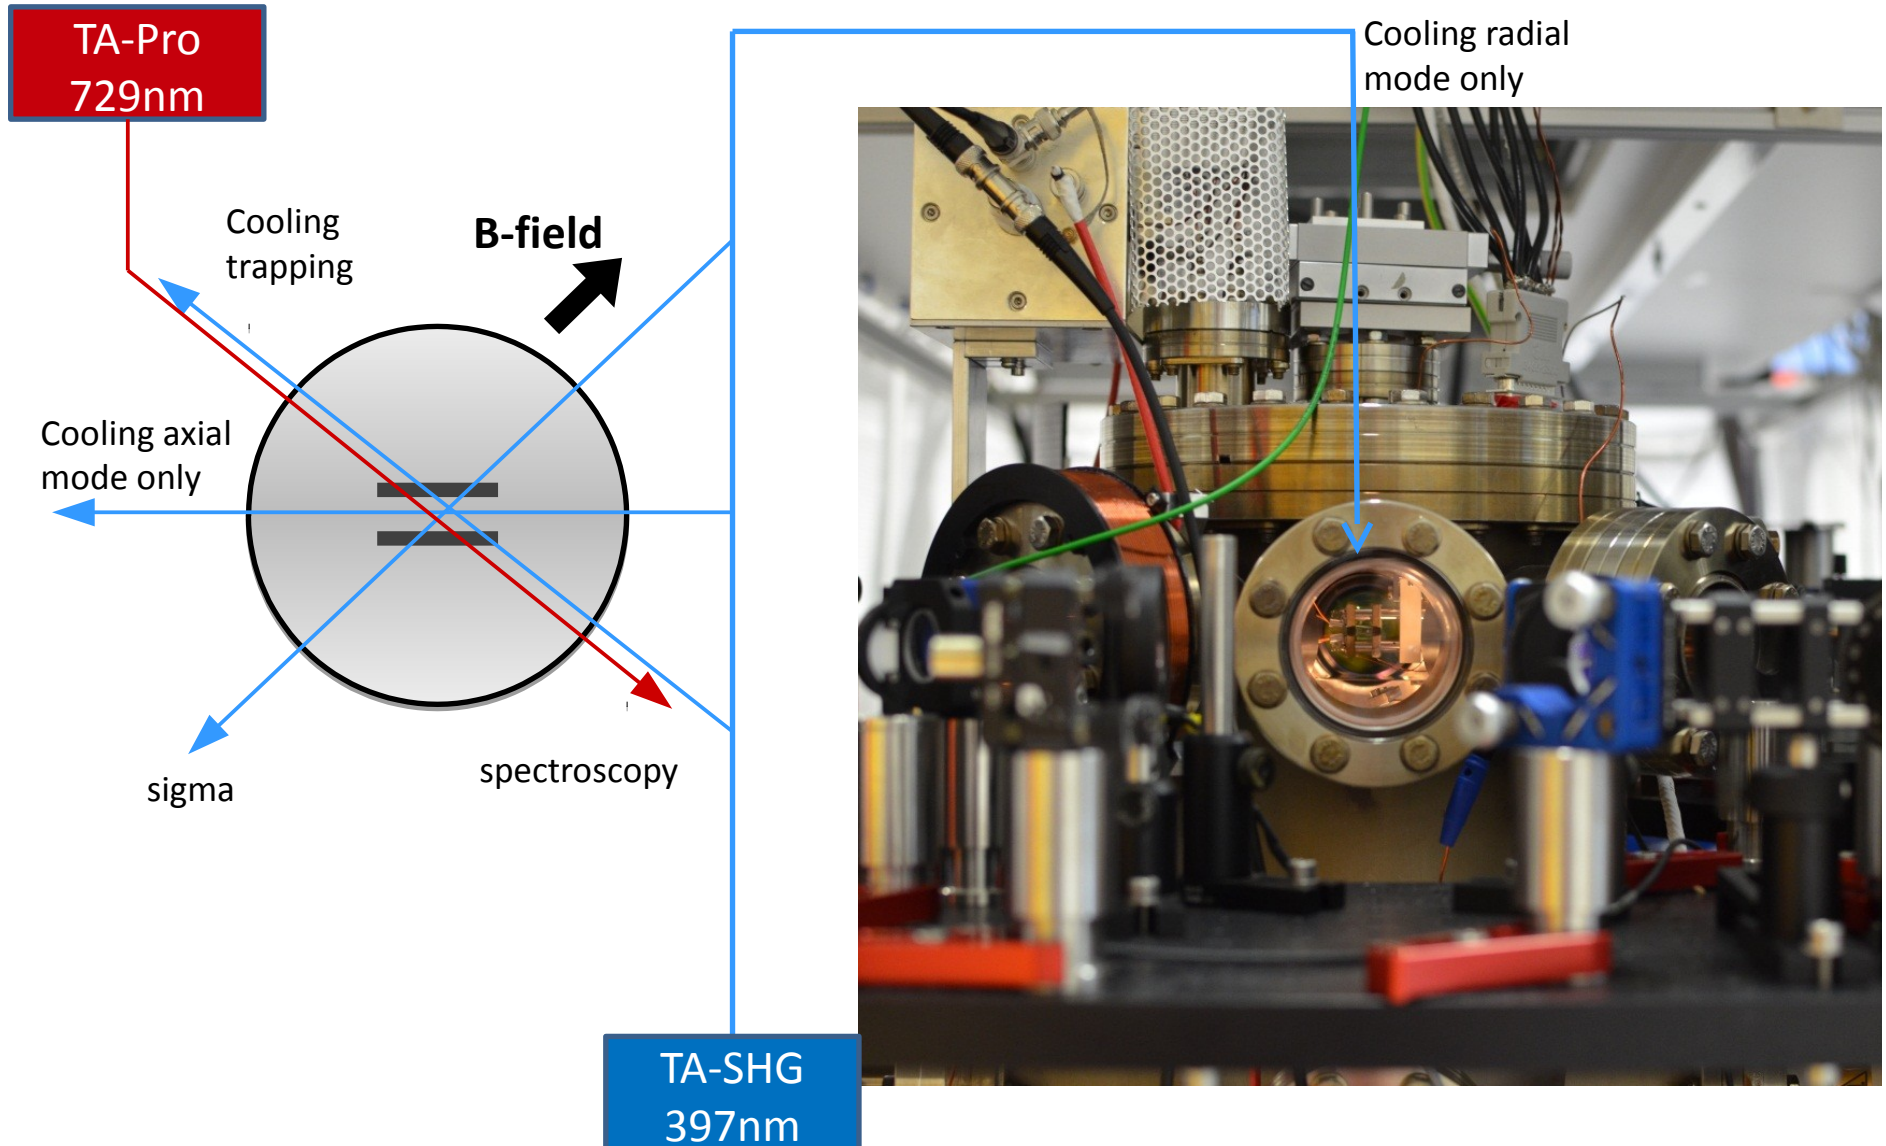 TA-Pro
729nm
Cooling radial
mode only
Cooling
trapping
B-field
Cooling axial
mode only
sigma
spectroscopy
TA-SHG
397nm